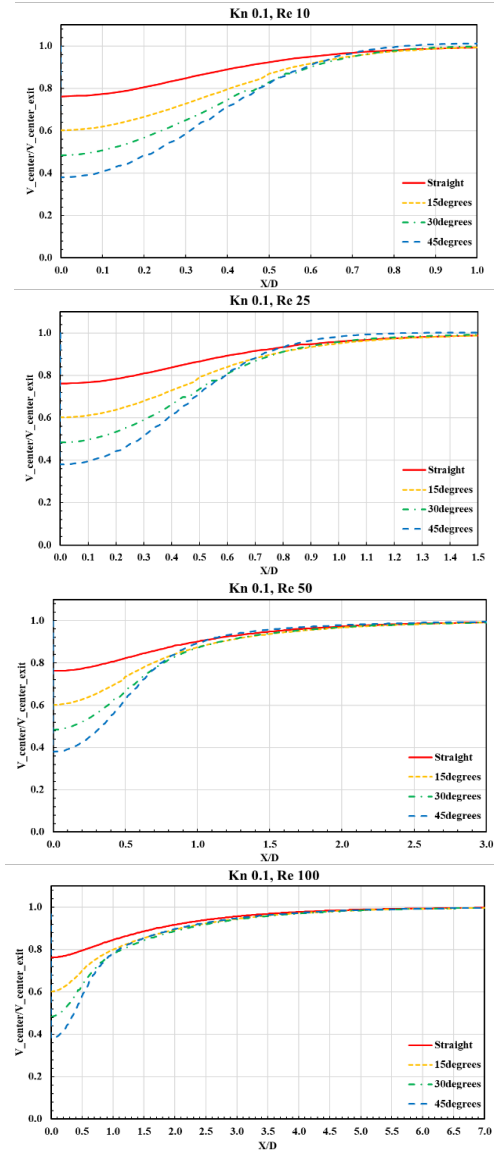 Kn 0.1, Re 10
V_center/V_center_exit
1.0
0.8
0.6
0.4
0.2
0.0
Straight
15degrees
30degrees
45degrees
0.0 0.1 0.2 0.3 0.4 0.5 0.6 0.7 0.8 0.9 1.0
X/D
Kn 0.1, Re 25
V_center/V_center_exit
1.0
0.8
0.6
0.4
0.2
0.0
Straight
15degrees
30degrees
45degrees
0.0 0.1 0.2 0.3 0.4 0.5 0.6 0.7 0.8 0.9 1.0 1.1 1.2 1.3 1.4 1.5
X/D
Kn 0.1, Re 50
V_center/V_center_exit
1.0
0.8
0.6
0.4
0.2
0.0
Straight
15degrees
30degrees
45degrees
0.0 0.5 1.0 1.5 2.0 2.5 3.0
X/D
Kn 0.1, Re 100
V_center/V_center_exit
1.0
0.8
0.6
0.4
0.2
0.0
Straight
15degrees
30degrees
45degrees
0.0 0.5 1.0 1.5 2.0 2.5 3.0 3.5 4.0 4.5 5.0 5.5 6.0 6.5 7.0
X/D